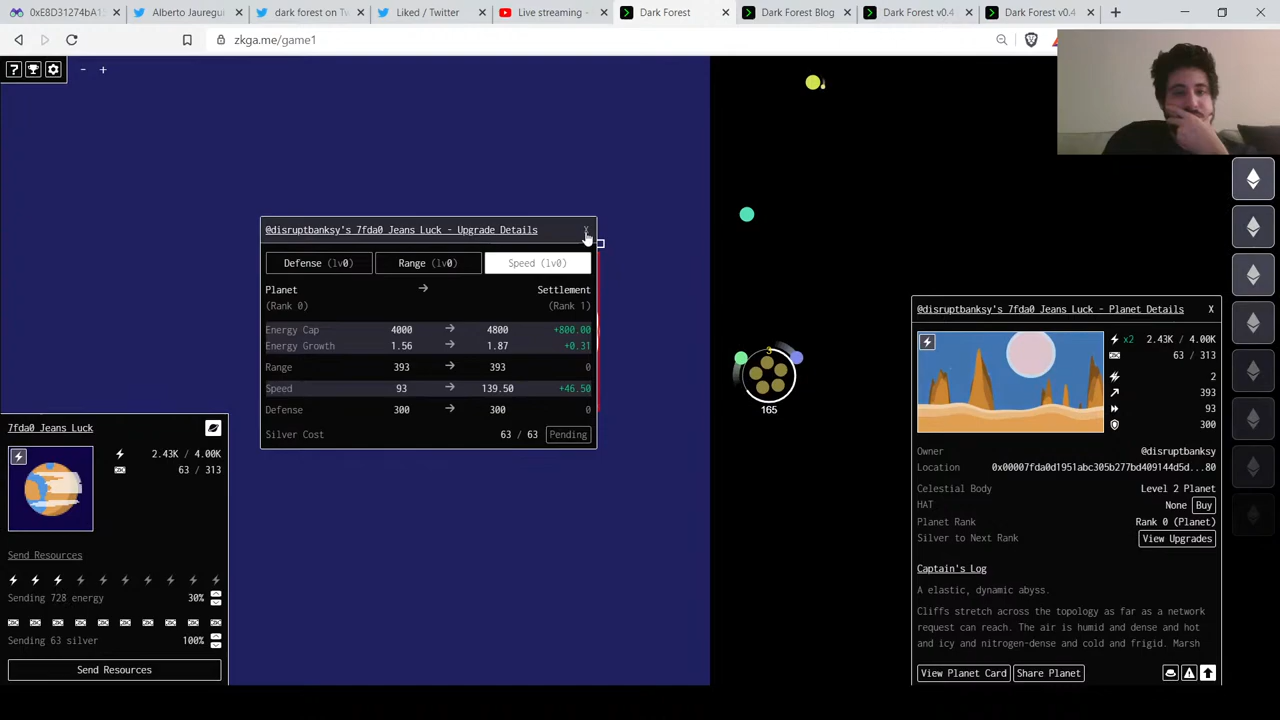 0xE8D31274bA15
Alberto Jauregui
dark forest on Tw
Liked / Twitter
Live streaming -
Dark Forest
Dark Forest Blog
Dark Forest v0.4
Dark Forest v0.4
zkga.me/game1
?
- +
@disruptbanksy's 7fda0 Jeans Luck - Upgrade Details
X
Defense (lv0)
Range (lv0)
Speed (lv0)
Planet → Settlement
(Rank 0) (Rank 1)
Energy Cap 4000 → 4800 +800.00
Energy Growth 1.56 → 1.87 +0.31
Range 393 → 393 0
Speed 93 → 139.50 +46.50
Defense 300 → 300 0
Silver Cost 63 / 63 Pending
3
165
7fda0 Jeans Luck
2.43K / 4.00K
63 / 313
Send Resources
Sending 728 energy 30%
Sending 63 silver 100%
Send Resources
@disruptbanksy's 7fda0 Jeans Luck - Planet Details X
x2 2.43K / 4.00K
63 / 313
2
393
93
300
Owner @disruptbanksy
Location 0x00007fda0d1951abc305b277bd409144d5d...80
Celestial Body Level 2 Planet
HAT None Buy
Planet Rank Rank 0 (Planet)
Silver to Next Rank View Upgrades
Captain's Log
A elastic, dynamic abyss.
Cliffs stretch across the topology as far as a network
request can reach. The air is humid and dense and hot
and icy and nitrogen-dense and cold and frigid. Marsh
View Planet Card
Share Planet